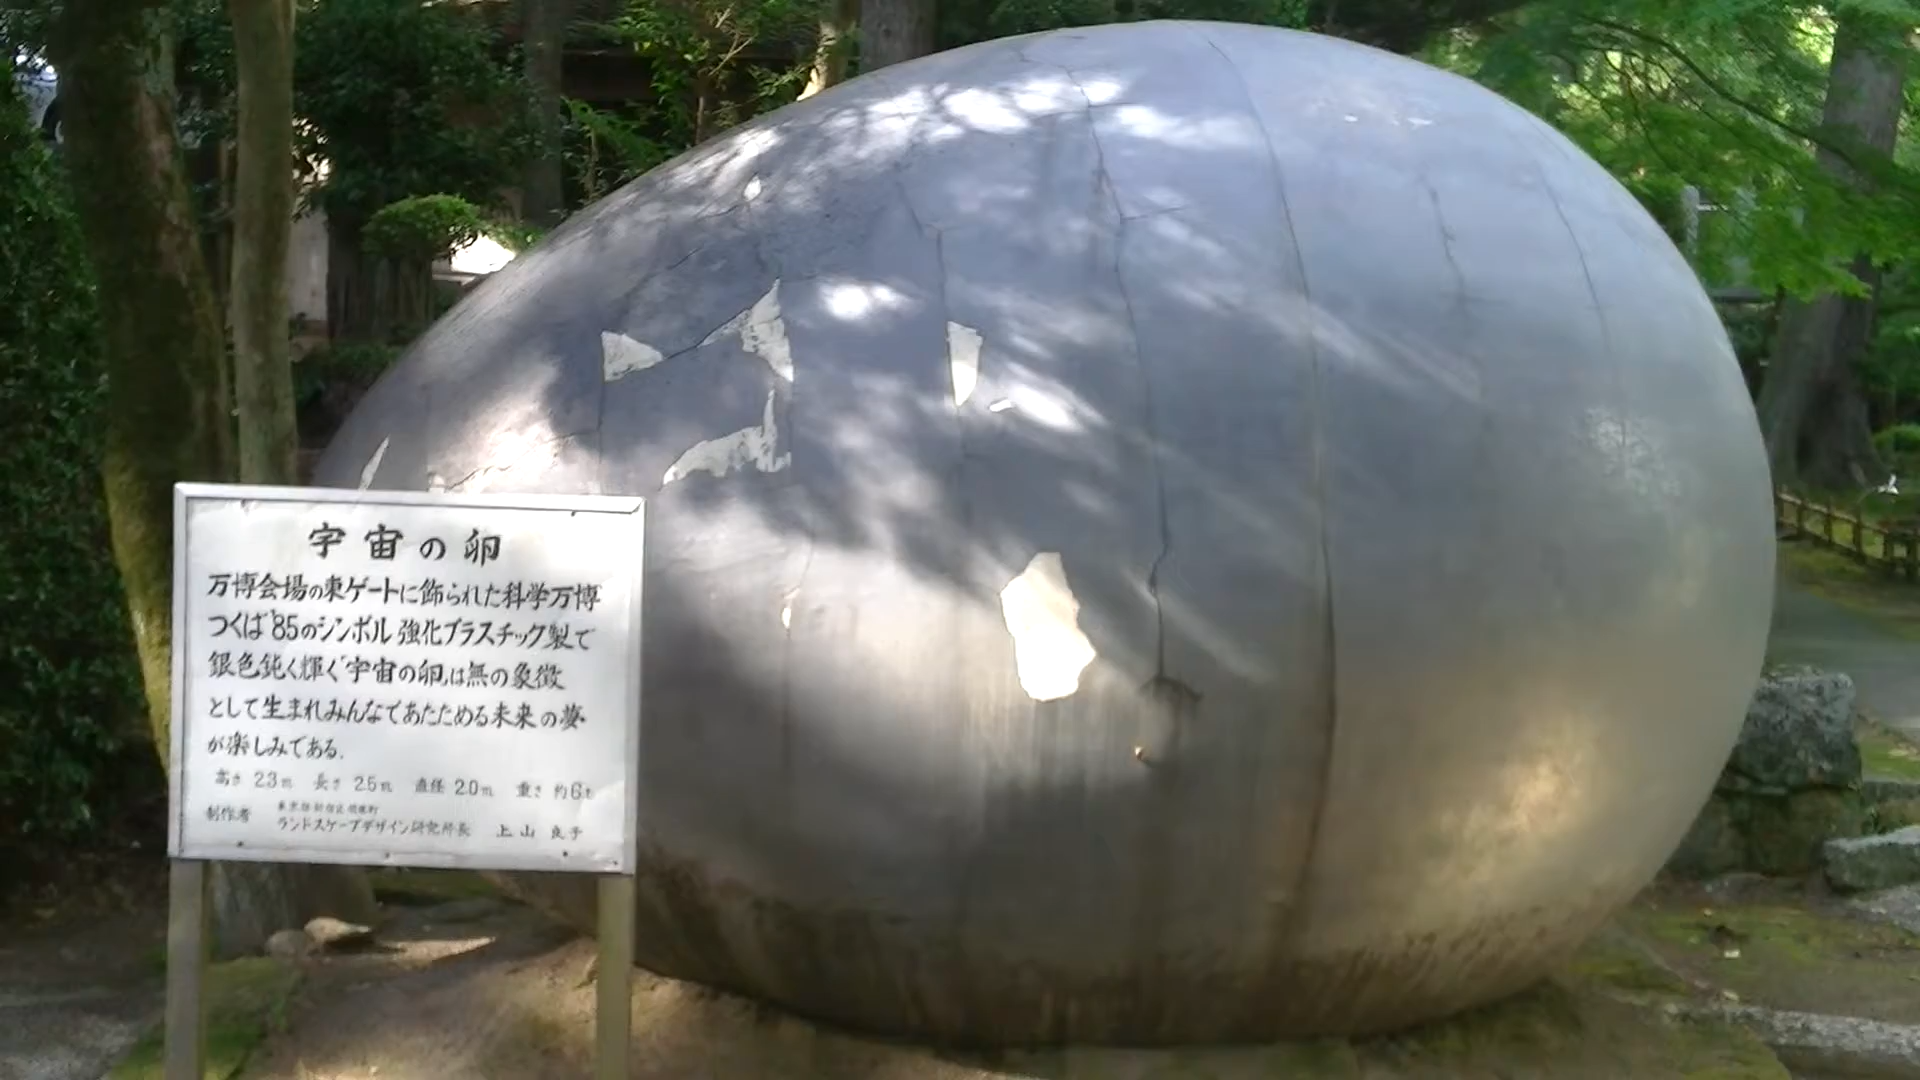 宇宙の卵
万博会場の東ゲートに飾られた科学万博
つくば'85のシンボル 強化プラスチック製で
銀色鈍く輝く「宇宙の卵」は無の象徴
として生まれみんなであたためる未来の夢
が楽しみである。
高さ 2.3m 長さ 2.5m 直径 2.0m 重さ 約6t
制作者
ランドスケープデザイン研究所長 上山 良子